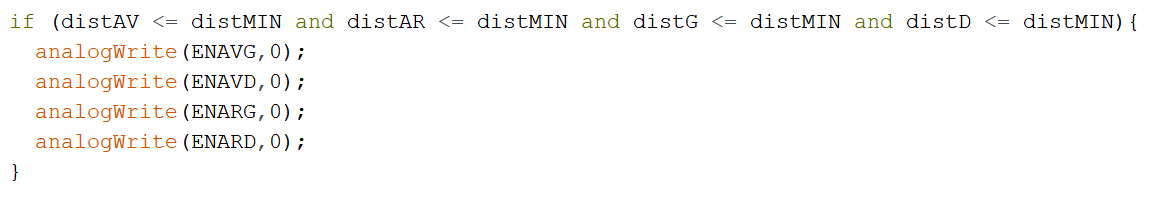 if (distAV <= distMIN and distAR <= distMIN and distG <= distMIN and distD <= distMIN){
  analogWrite(ENAVG,0);
  analogWrite(ENAVD,0);
  analogWrite(ENARG,0);
  analogWrite(ENARD,0);
}